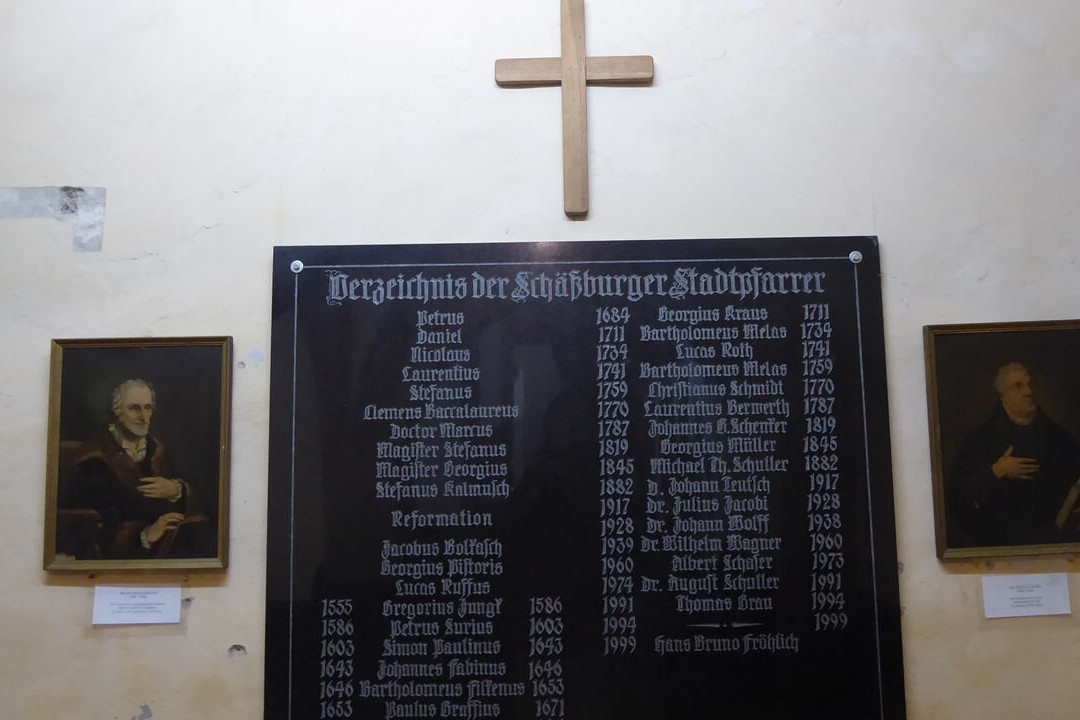 Verzeichnis der Schäßburger Stadtpfarrer
Petrus
Daniel
Nicolaus
Laurentius
Stefanus
Clemens Baccalaureus
Doctor Marcus
Magister Stefanus
Magister Georgius
Stefanus Kalmusch
Reformation
Jacobus Bolkasch
Georgius Pistoris
Lucas Ruffus
1555 Gregorius Jungk 1586
1586 Petrus Surius 1603
1603 Simon Paulinus 1643
1643 Johannes Fabinus 1646
1646 Bartholomeus Filkenus 1653
1653 Paulus Graffius 1671
1684 Georgius Kraus 1711
1711 Bartholomeus Melas 1734
1734 Lucas Roth 1741
1741 Bartholomeus Melas 1759
1759 Christianus Schmidt 1770
1770 Laurentius Berwerth 1787
1787 Johannes G. Schenker 1819
1819 Georgius Müller 1845
1845 Michael Th. Schuller 1882
1882 D. Johann Teutsch 1917
1917 Dr. Julius Jacobi 1928
1928 Dr. Johann Wolff 1938
1939 Dr. Wilhelm Wagner 1960
1960 Albert Schaser 1973
1974 Dr. August Schuller 1991
1991 Thomas Grau 1994
1994 1999
1999 Hans Bruno Fröhlich